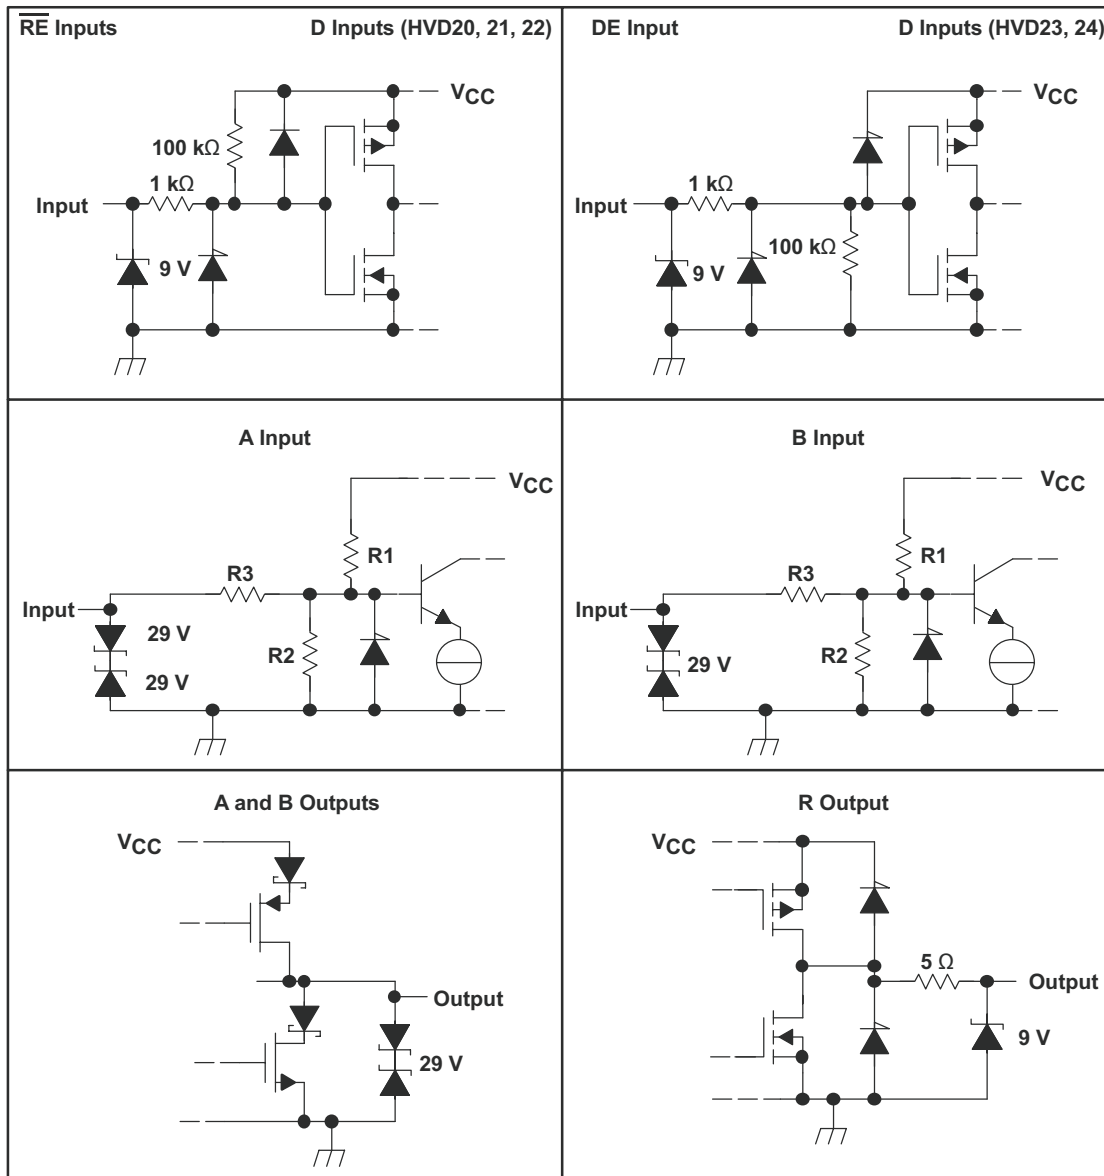 R̅E̅ Inputs
D Inputs (HVD20, 21, 22)
VCC
100 kΩ
1 kΩ
Input
9 V
DE Input
D Inputs (HVD23, 24)
VCC
1 kΩ
Input
100 kΩ
9 V
A Input
VCC
R1
R3
Input
29 V
R2
29 V
B Input
VCC
R1
R3
Input
R2
29 V
A and B Outputs
VCC
Output
29 V
R Output
VCC
5 Ω
Output
9 V